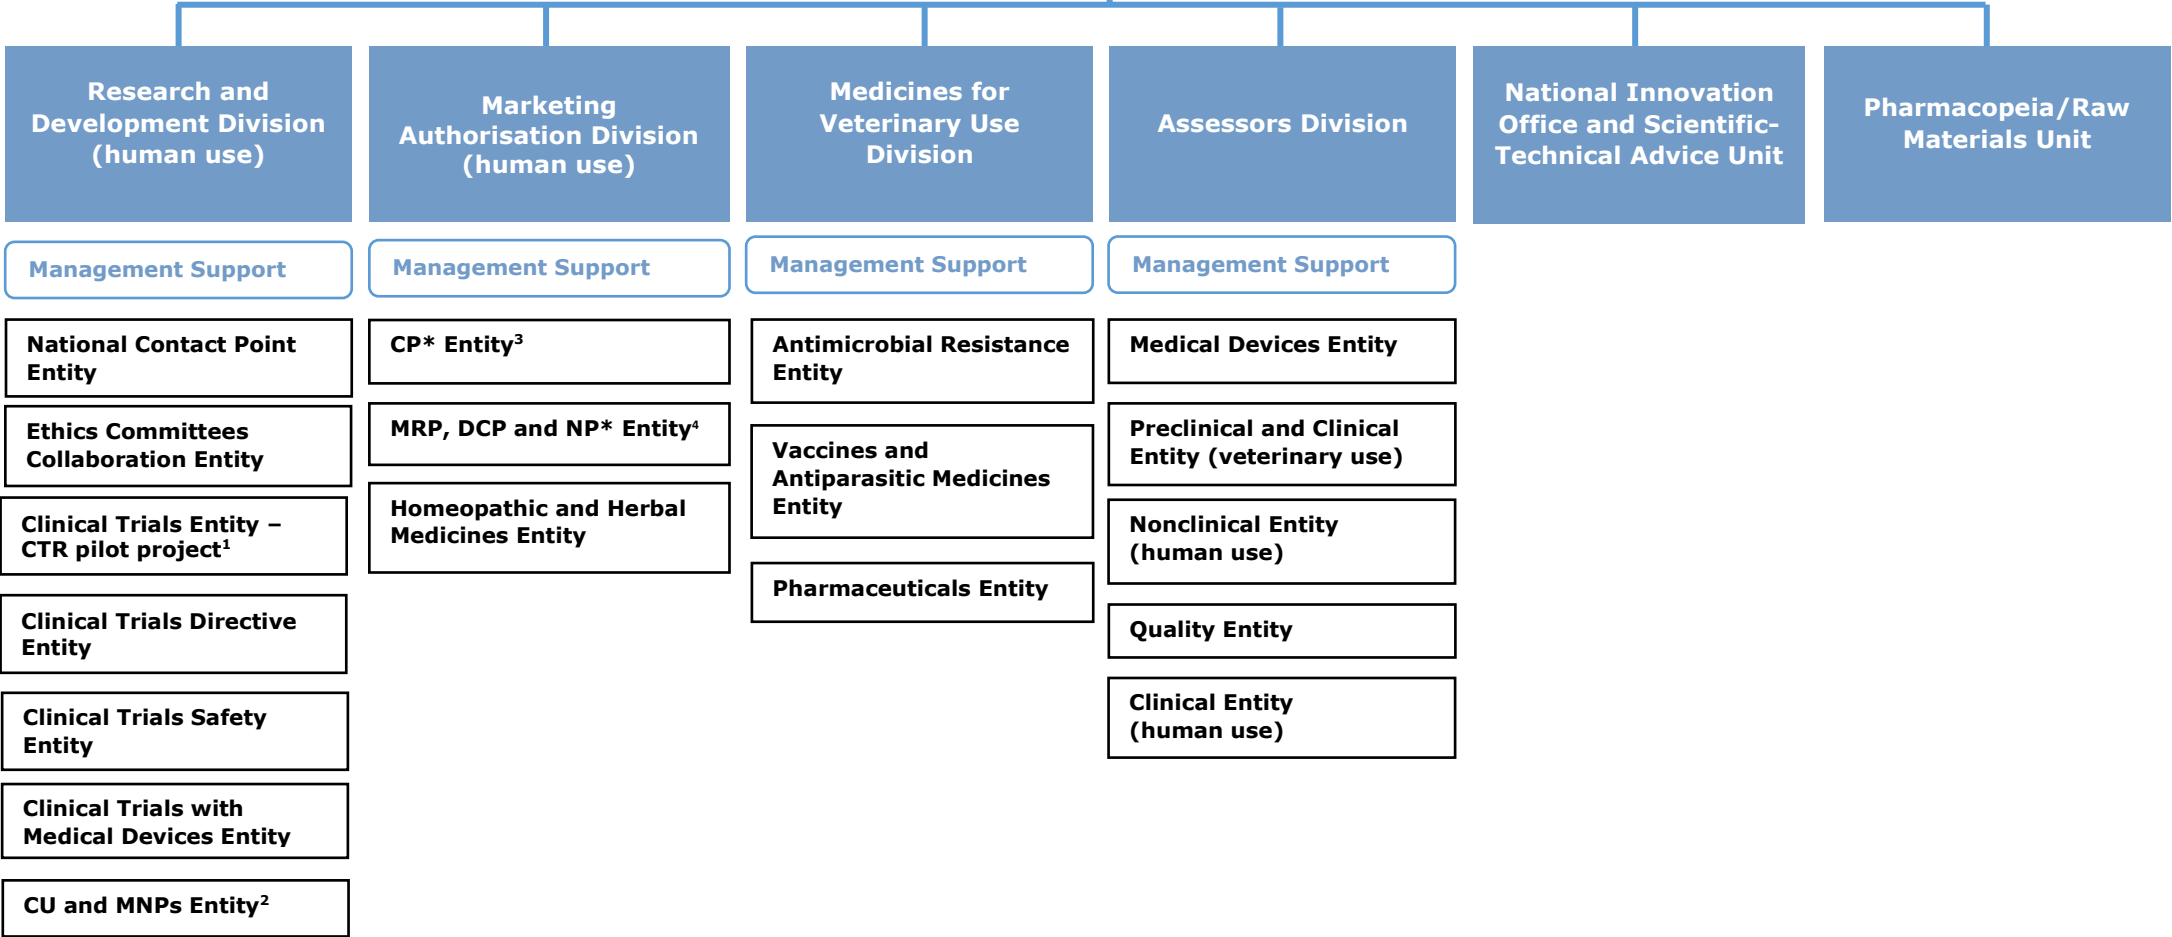 Research and
Development Division
(human use)
Marketing
Authorisation Division
(human use)
Medicines for
Veterinary Use
Division
Assessors Division
National Innovation
Office and Scientific-
Technical Advice Unit
Pharmacopeia/Raw
Materials Unit
Management Support
National Contact Point
Entity
Ethics Committees
Collaboration Entity
Clinical Trials Entity –
CTR pilot project¹
Clinical Trials Directive
Entity
Clinical Trials Safety
Entity
Clinical Trials with
Medical Devices Entity
CU and MNPs Entity²
Management Support
CP* Entity³
MRP, DCP and NP* Entity⁴
Homeopathic and Herbal
Medicines Entity
Management Support
Antimicrobial Resistance
Entity
Vaccines and
Antiparasitic Medicines
Entity
Pharmaceuticals Entity
Management Support
Medical Devices Entity
Preclinical and Clinical
Entity (veterinary use)
Nonclinical Entity
(human use)
Quality Entity
Clinical Entity
(human use)